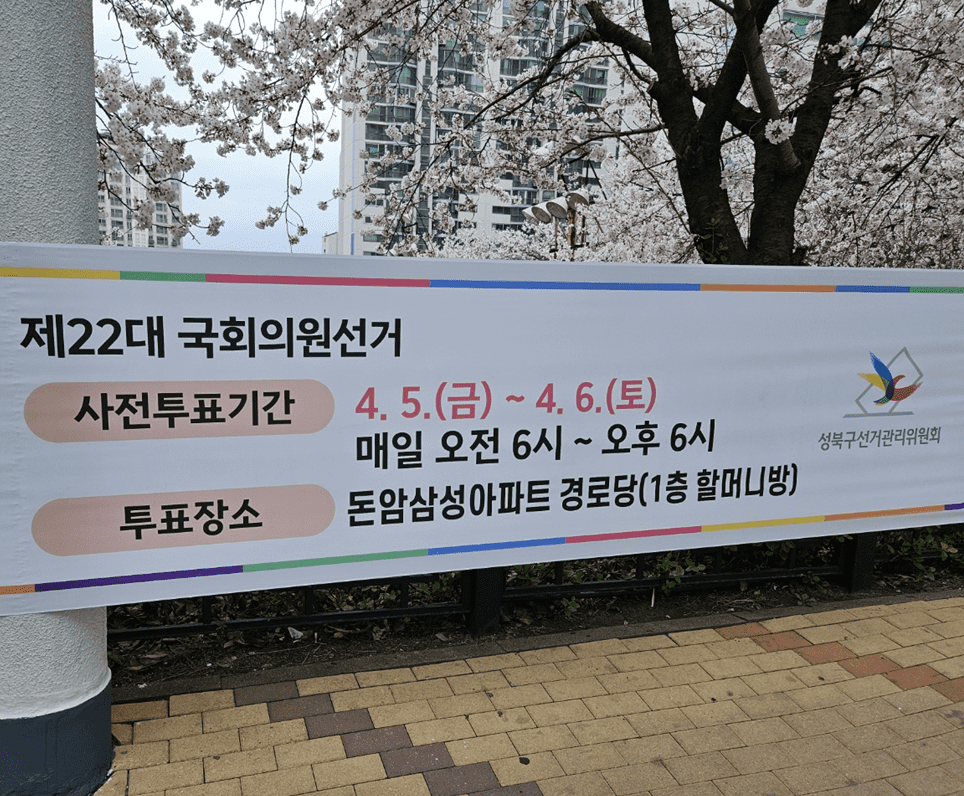 제22대 국회의원선거
사전투표기간
4. 5.(금) ~ 4. 6.(토)
매일 오전 6시 ~ 오후 6시
투표장소
돈암삼성아파트 경로당(1층 할머니방)
성북구선거관리위원회